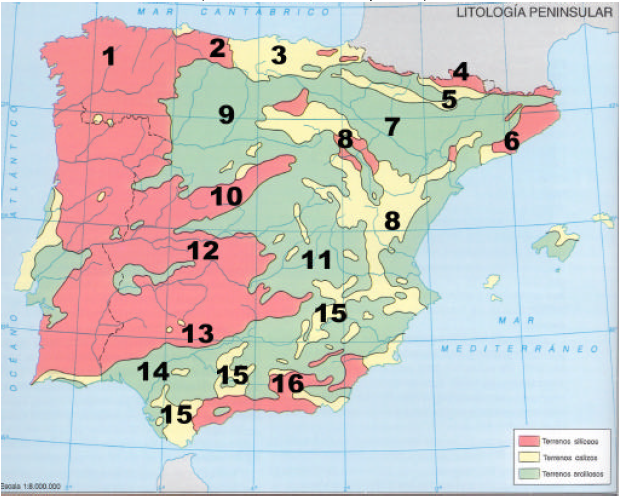 LITOLOGÍA PENINSULAR
MAR CANTÁBRICO
1
2
3
4
5
9
7
8
6
ATLÁNTICO
10
8
12
11
15
MAR
MEDITERRÁNEO
13
OCÉANO
14
15
16
15
Terrenos silíceos
Terrenos calizos
Terrenos arcillosos
Escala 1:8.000.000